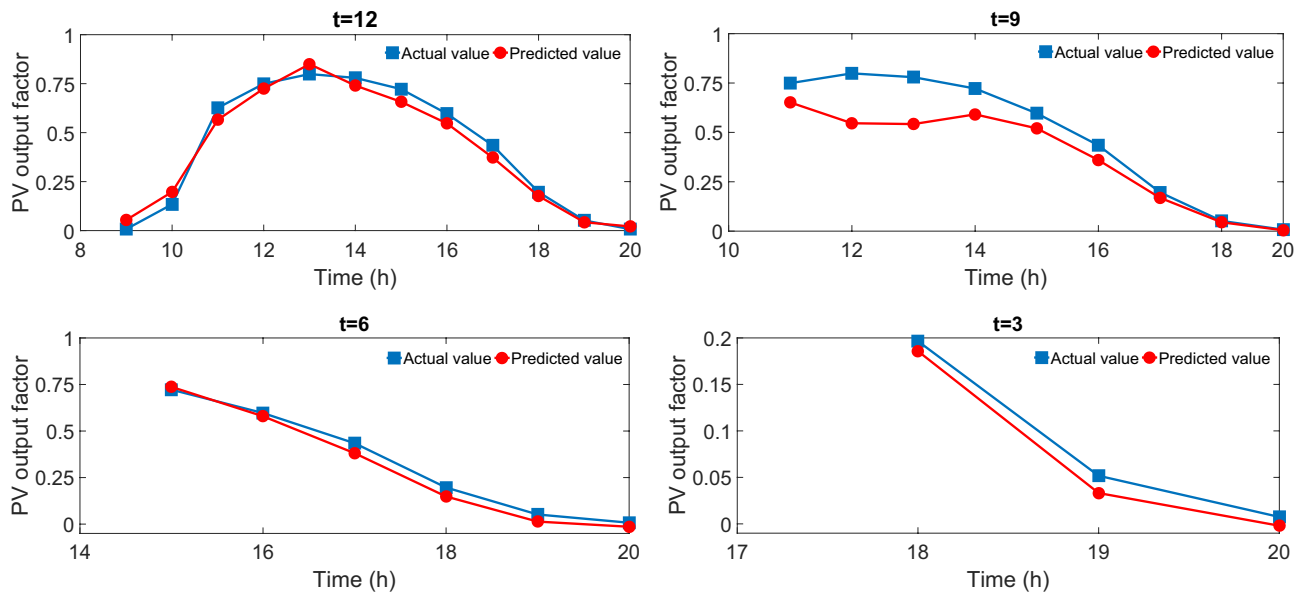 t=12
1
0.75
0.5
0.25
0
PV output factor
Actual value Predicted value
8 10 12 14 16 18 20
Time (h)
t=9
1
0.75
0.5
0.25
0
PV output factor
Actual value Predicted value
10 12 14 16 18 20
Time (h)
t=6
1
0.75
0.5
0.25
0
PV output factor
Actual value Predicted value
14 16 18 20
Time (h)
t=3
0.2
0.15
0.1
0.05
0
PV output factor
Actual value Predicted value
17 18 19 20
Time (h)